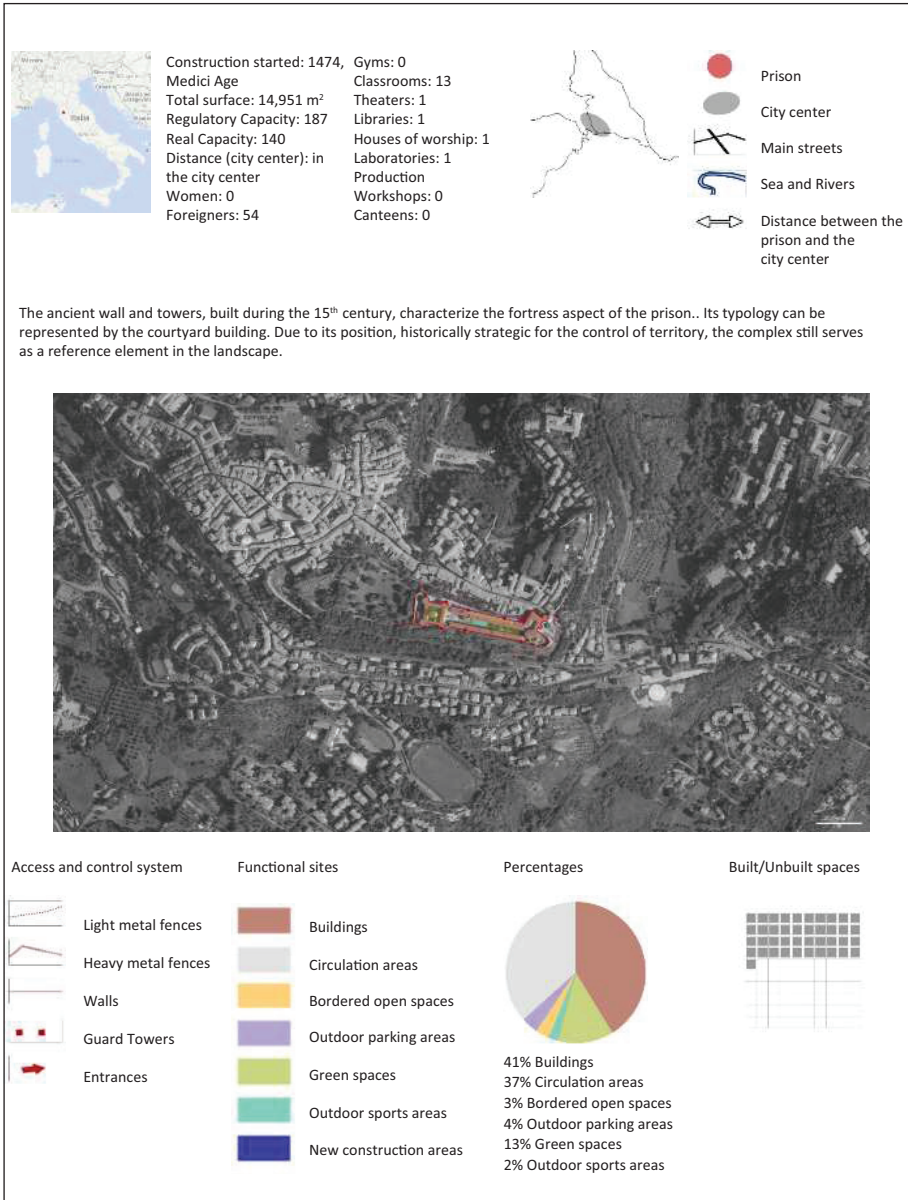 Italia
Construction started: 1474,
Medici Age
Total surface: 14,951 m²
Regulatory Capacity: 187
Real Capacity: 140
Distance (city center): in
the city center
Women: 0
Foreigners: 54
Gyms: 0
Classrooms: 13
Theaters: 1
Libraries: 1
Houses of worship: 1
Laboratories: 1
Production
Workshops: 0
Canteens: 0
Prison
City center
Main streets
Sea and Rivers
Distance between the
prison and the
city center
The ancient wall and towers, built during the 15th century, characterize the fortress aspect of the prison.. Its typology can be
represented by the courtyard building. Due to its position, historically strategic for the control of territory, the complex still serves
as a reference element in the landscape.
Access and control system
Light metal fences
Heavy metal fences
Walls
Guard Towers
Entrances
Functional sites
Buildings
Circulation areas
Bordered open spaces
Outdoor parking areas
Green spaces
Outdoor sports areas
New construction areas
Percentages
41% Buildings
37% Circulation areas
3% Bordered open spaces
4% Outdoor parking areas
13% Green spaces
2% Outdoor sports areas
Built/Unbuilt spaces